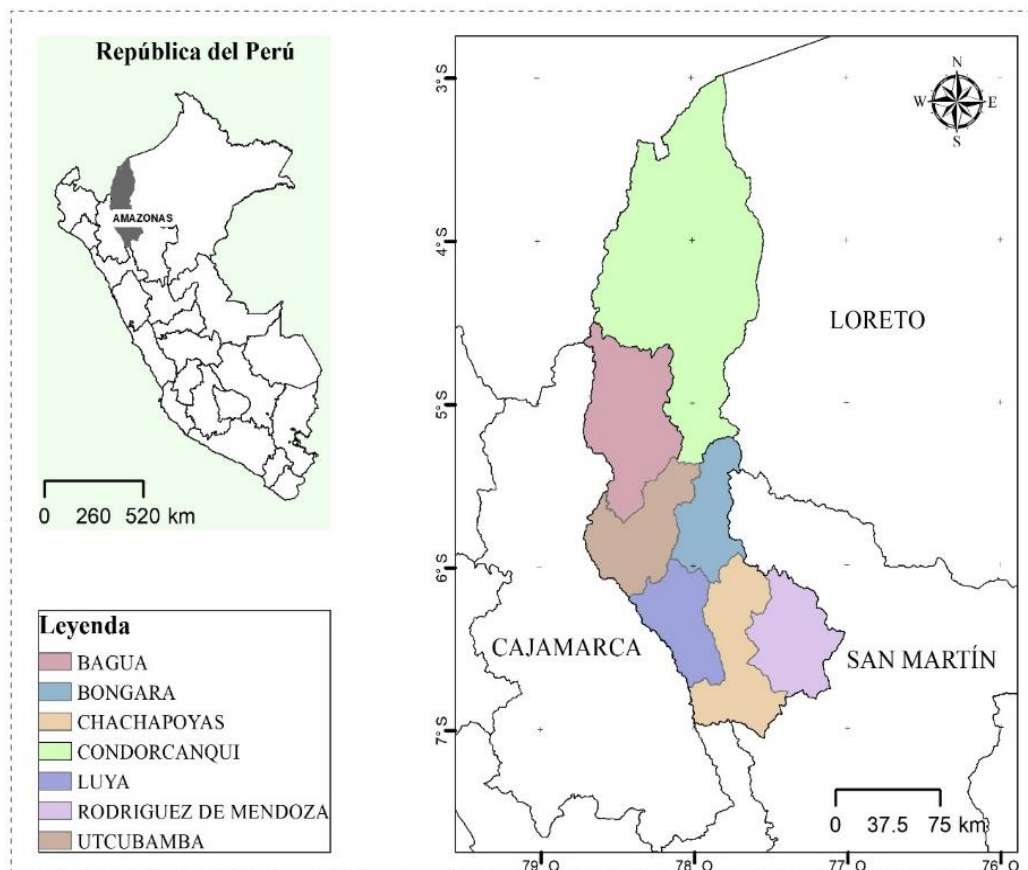 República del Perú
AMAZONAS
0 260 520 km
Leyenda
BAGUA
BONGARA
CHACHAPOYAS
CONDORCANQUI
LUYA
RODRIGUEZ DE MENDOZA
UTCUBAMBA
N
W E
S
3° S
4° S
LORETO
5° S
6° S
CAJAMARCA
SAN MARTÍN
7° S
0 37.5 75 km
79 O
78 O
77 O
76 O